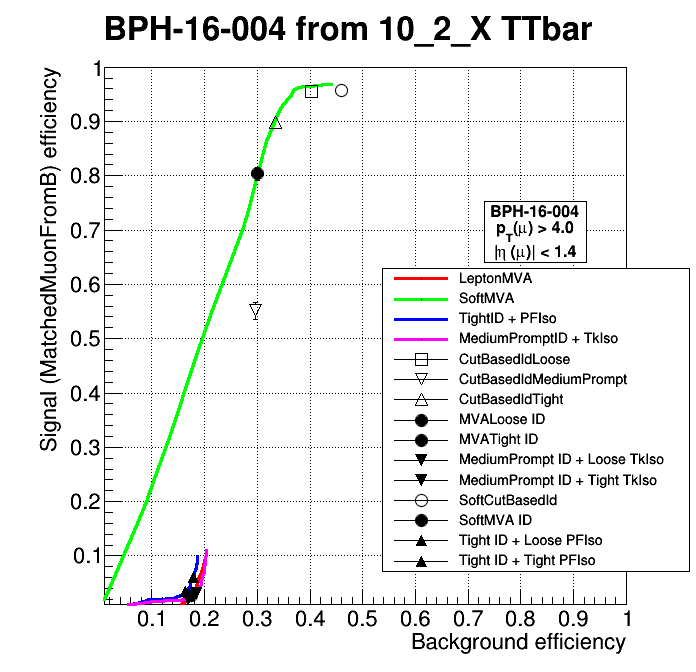 BPH-16-004 from 10_2_X TTbar
Signal (MatchedMuonFromB) efficiency
1
0.9
0.8
0.7
0.6
0.5
0.4
0.3
0.2
0.1
BPH-16-004
pT(μ) > 4.0
|η (μ)| < 1.4
LeptonMVA
SoftMVA
TightID + PFIso
MediumPromptID + TkIso
CutBasedIdLoose
CutBasedIdMediumPrompt
CutBasedIdTight
MVALoose ID
MVATight ID
MediumPrompt ID + Loose TkIso
MediumPrompt ID + Tight TkIso
SoftCutBasedId
SoftMVA ID
Tight ID + Loose PFIso
Tight ID + Tight PFIso
0.1 0.2 0.3 0.4 0.5 0.6 0.7 0.8 0.9 1
Background efficiency